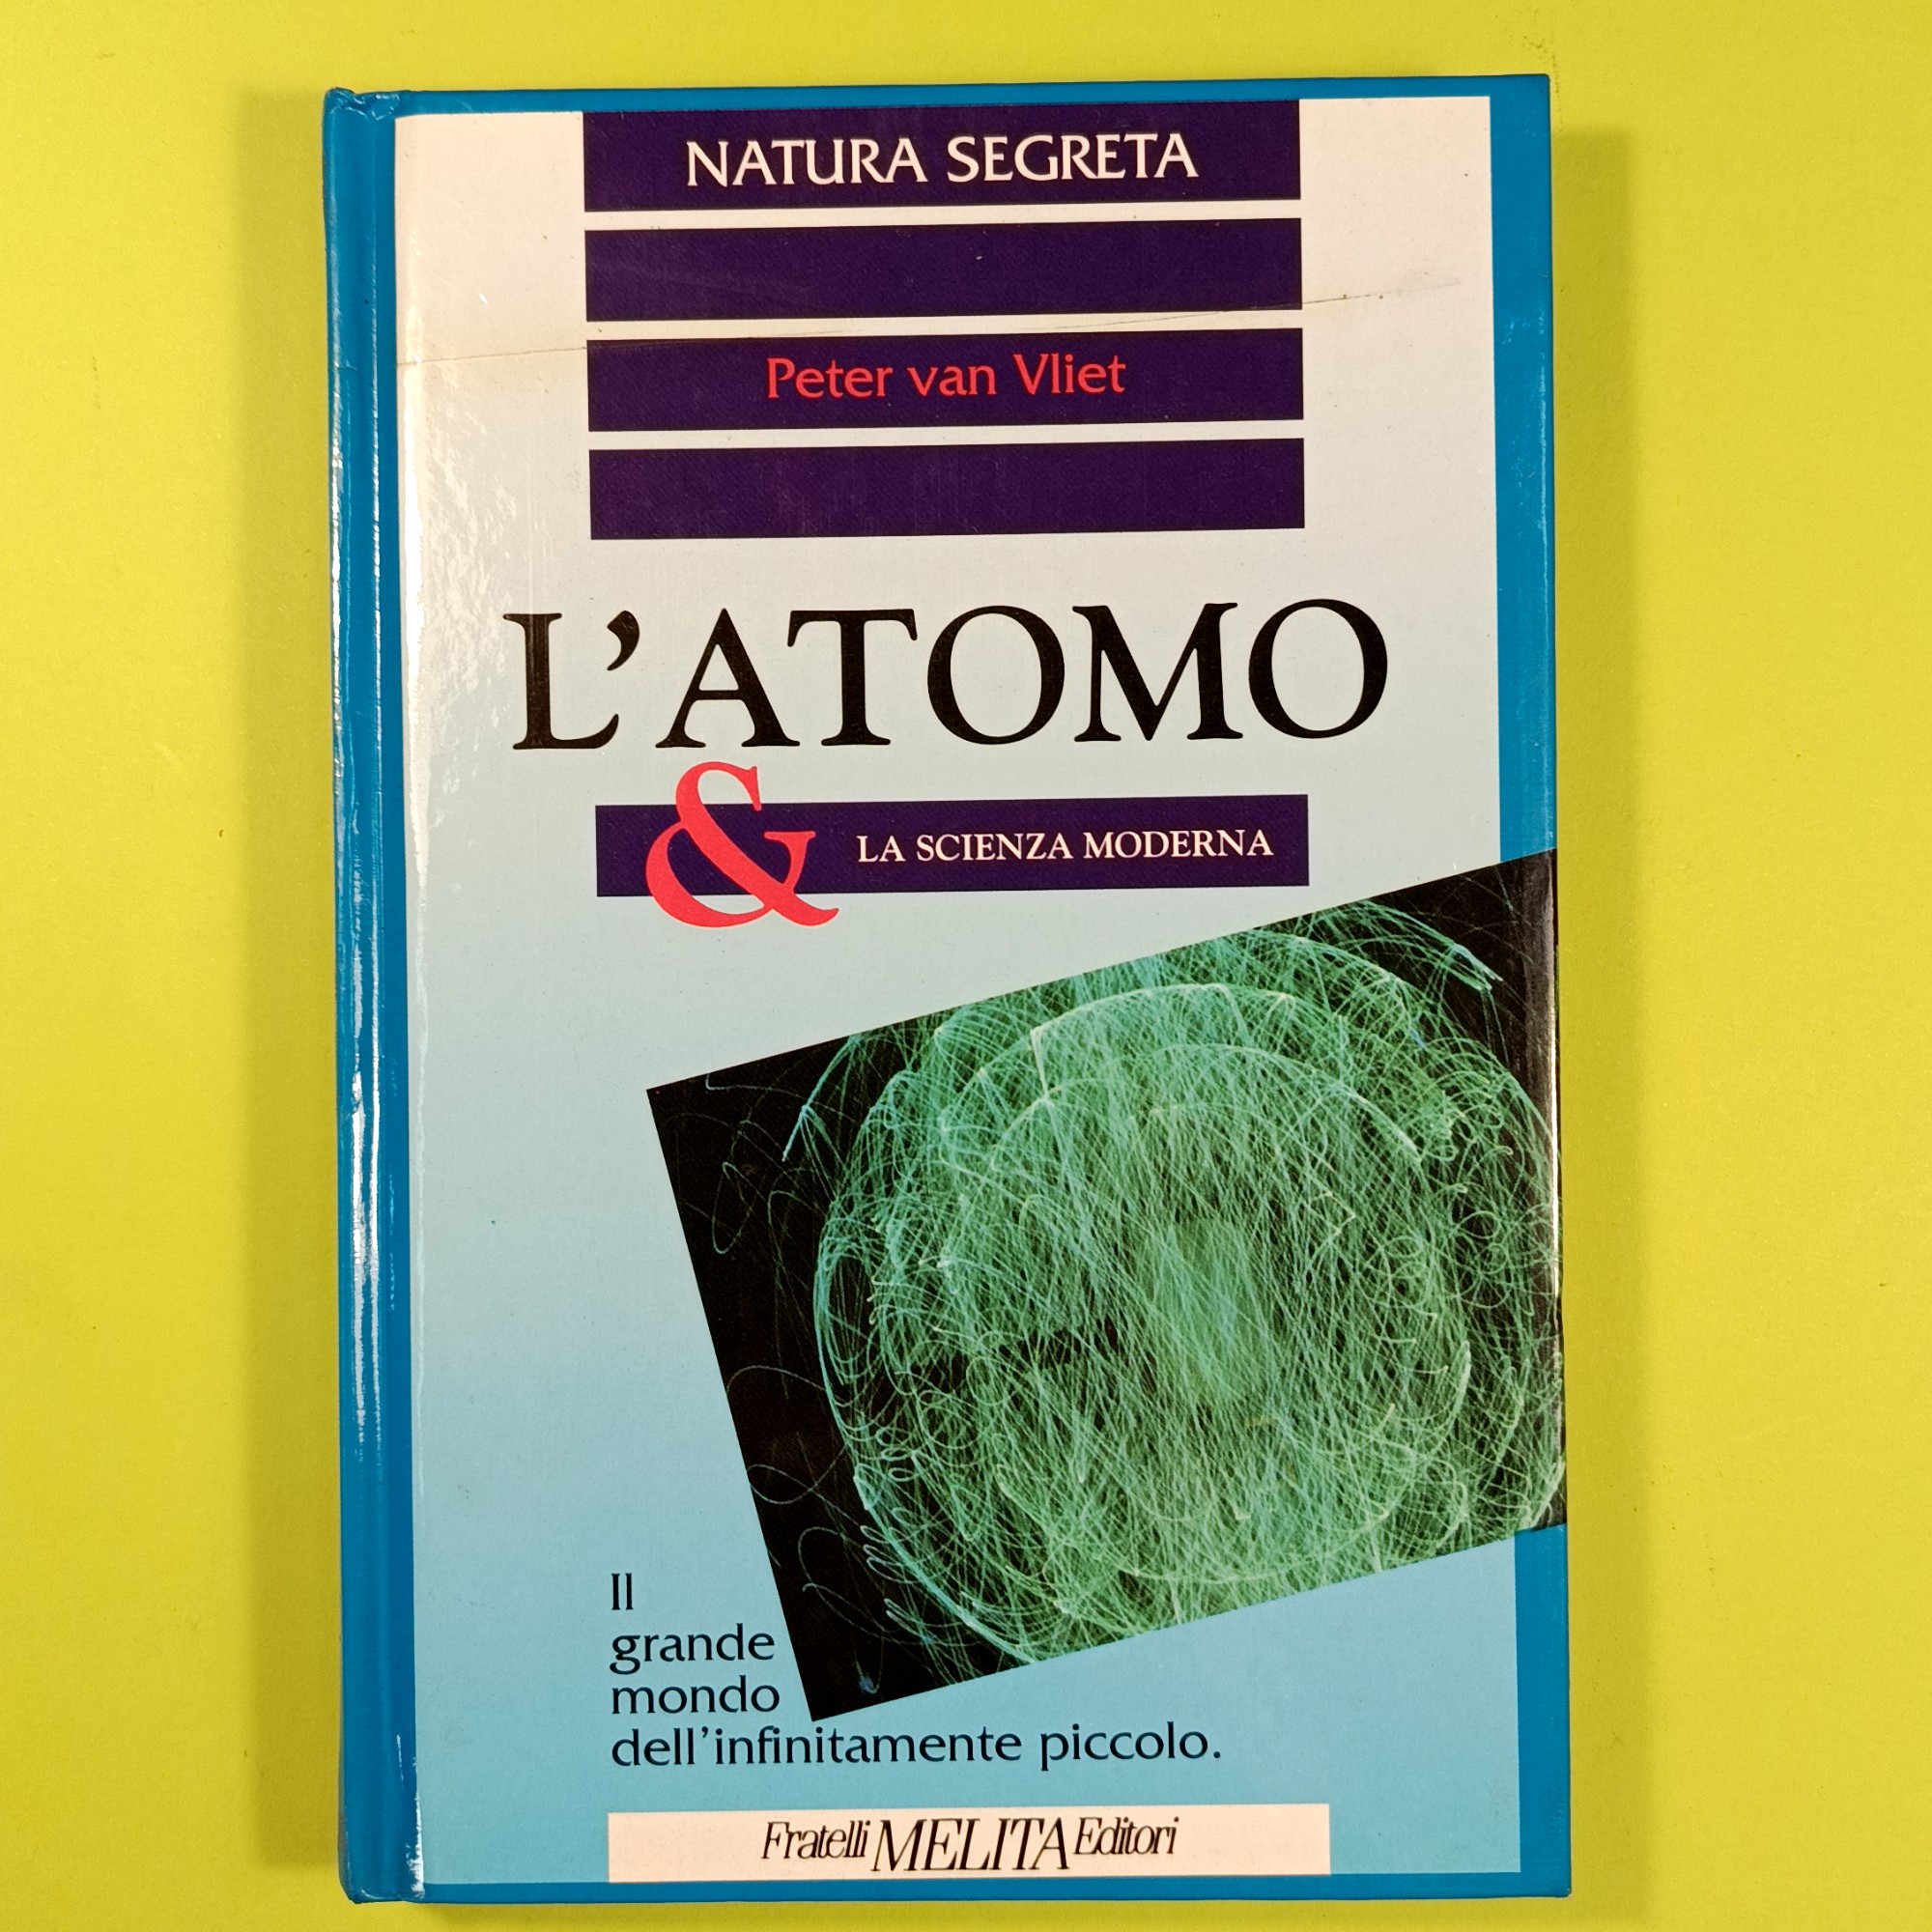 NATURA SEGRETA
Peter van Vliet
L'ATOMO
& LA SCIENZA MODERNA
Il
grande
mondo
dell'infinitamente piccolo.
Fratelli MELITA Editori